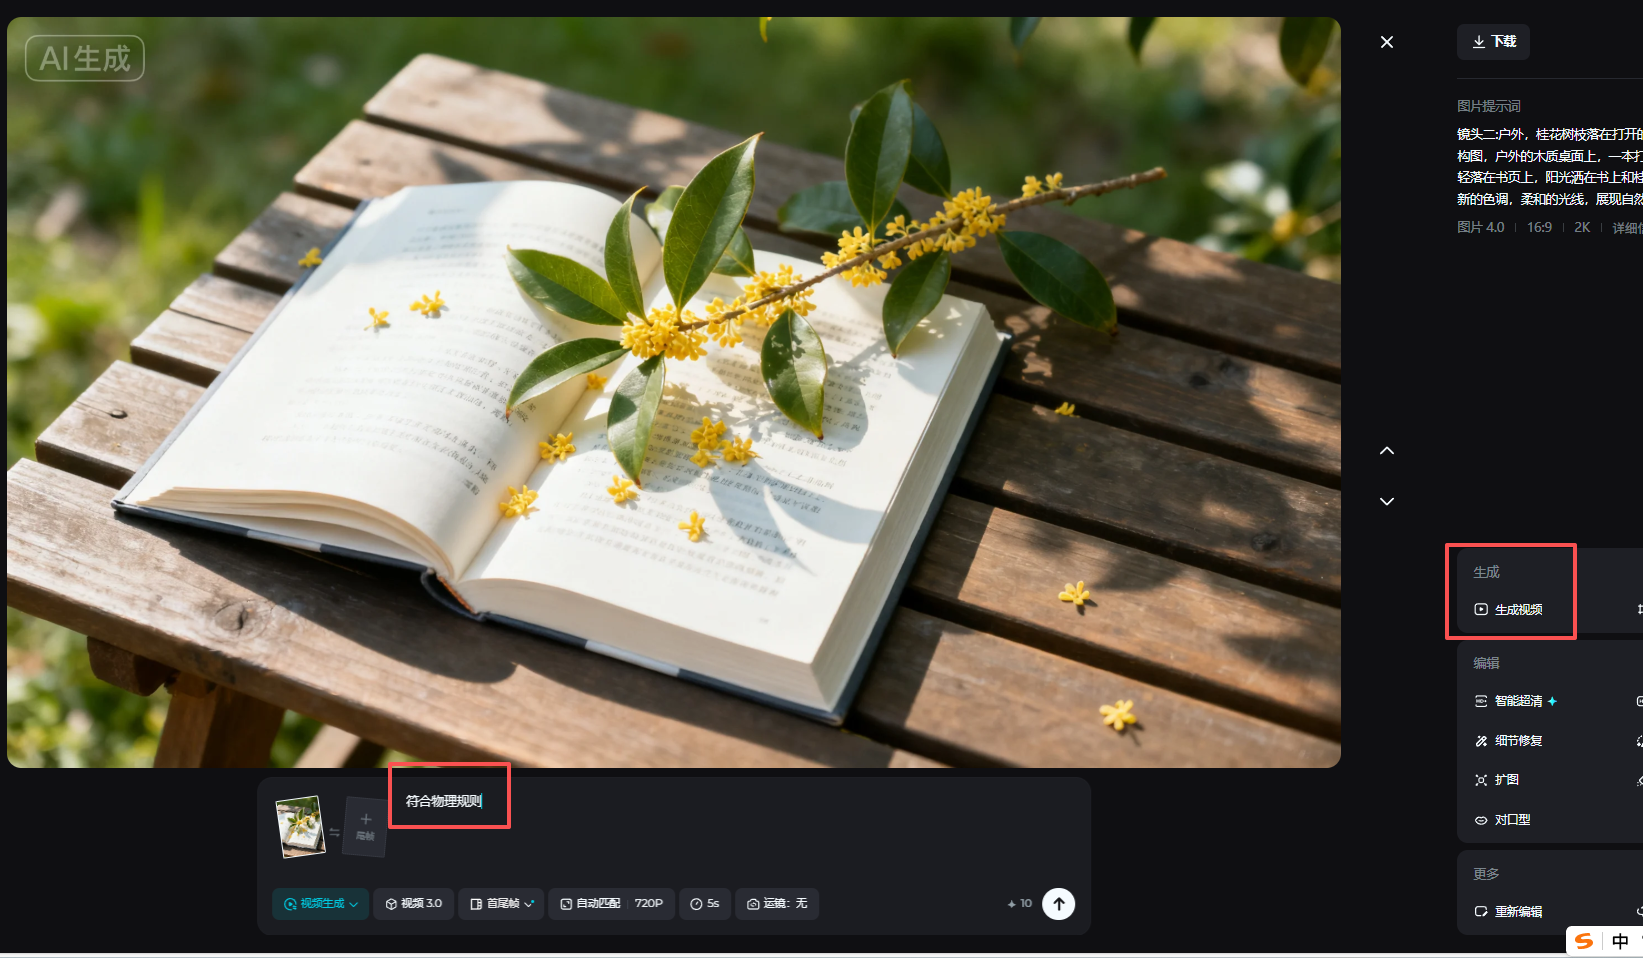 AI生成
下载
图片提示词
镜头二:户外，桂花树枝落在打开的
构图，户外的木质桌面上，一本打
轻落在书页上，阳光洒在书上和桂
新的色调，柔和的光线，展现自然
图片 4.0 16:9 2K 详细信
生成
生成视频
编辑
智能超清
细节修复
扩图
对口型
更多
重新编辑
符合物理规则
尾帧
视频生成 视频 3.0 首尾帧 自动匹配 720P 5s 运镜：无 10
中